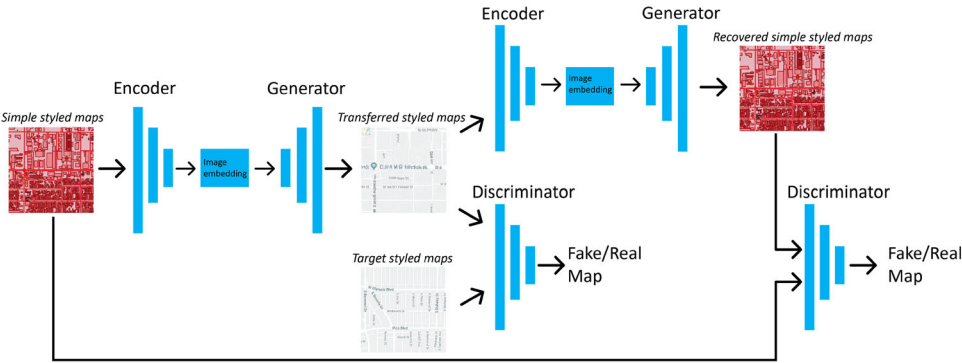 Encoder
Generator
Recovered simple styled maps
Image
embedding
Encoder
Generator
Simple styled maps
Transferred styled maps
Image
embedding
Discriminator
Discriminator
Fake/Real
Map
Fake/Real
Map
Target styled maps